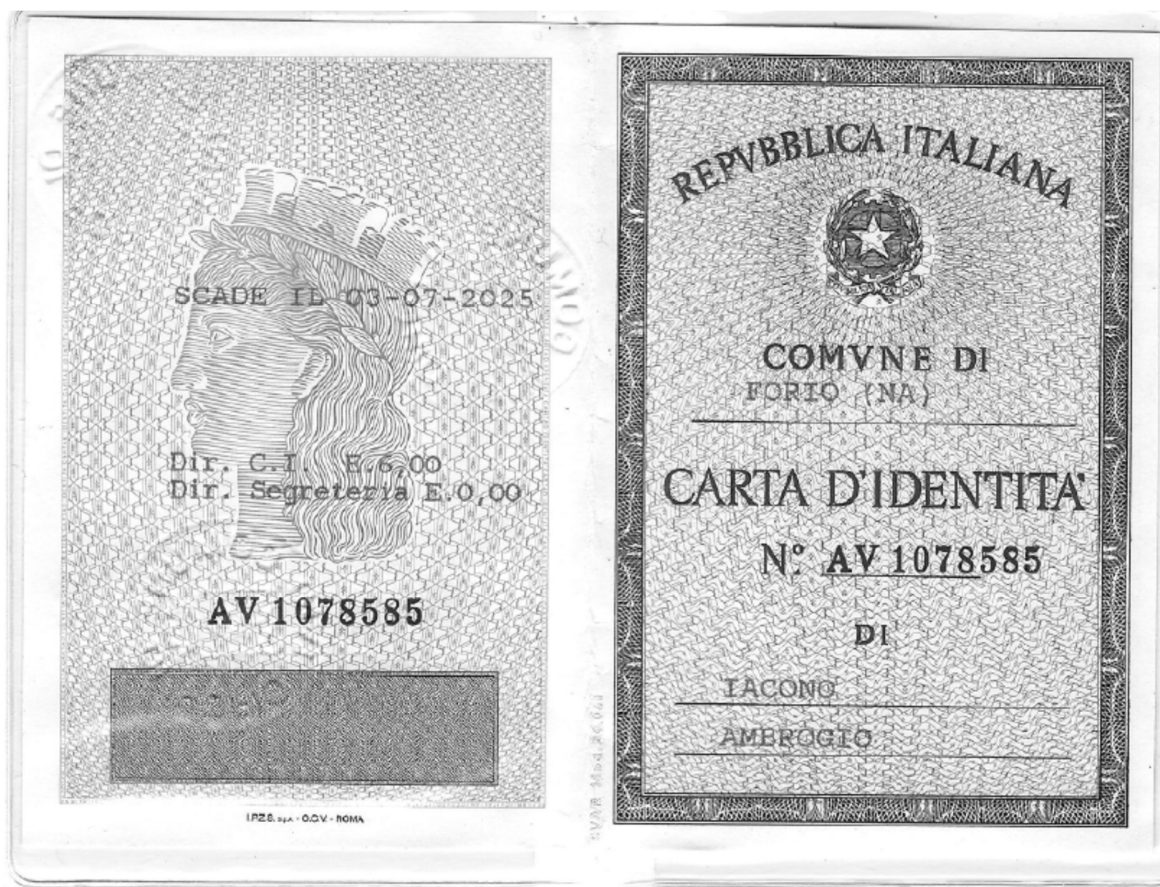 SCADE IL 03-07-2025
Dir. C.I. E.6,00
Dir. Segreteria E.0,00
AV 1078585
I.P.Z.S. S.p.A. - O.C.V. - ROMA
REPVBBLICA ITALIANA
COMVNE DI
FORIO (NA)
CARTA D'IDENTITA'
N° AV 1078585
DI
IACONO
AMBROGIO